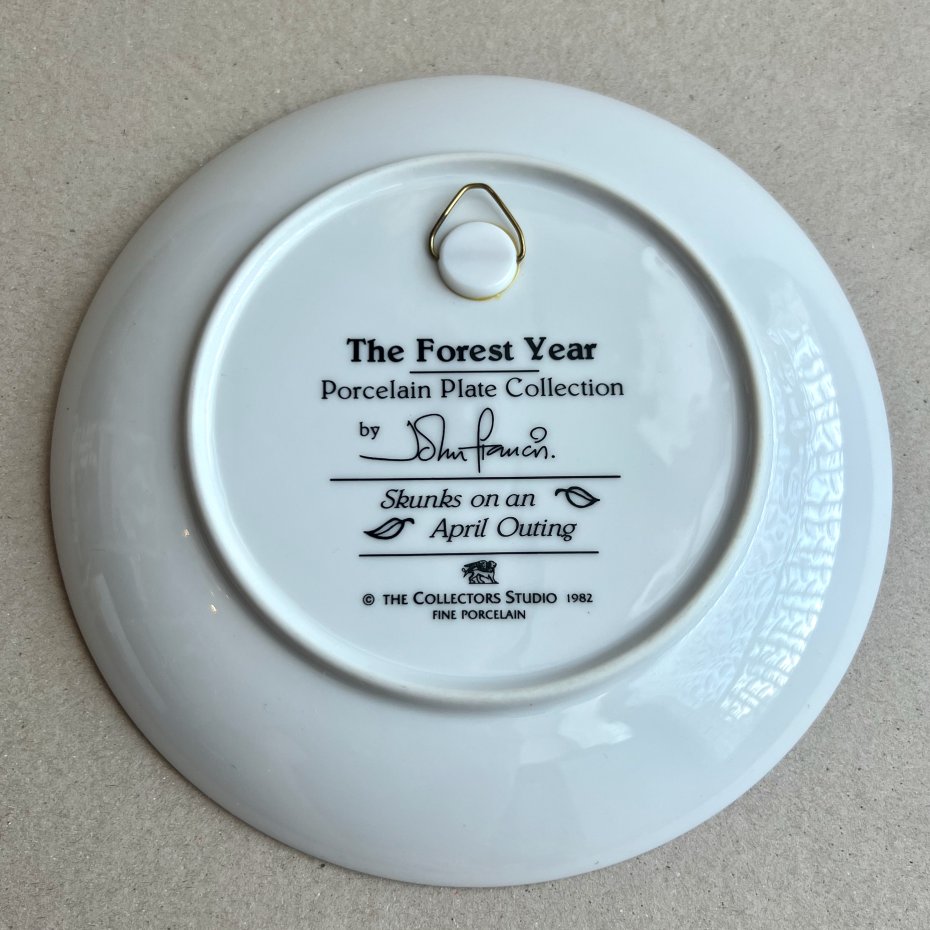 The Forest Year
Porcelain Plate Collection
by John Francis.
Skunks on an
April Outing
© THE COLLECTORS STUDIO 1982
FINE PORCELAIN